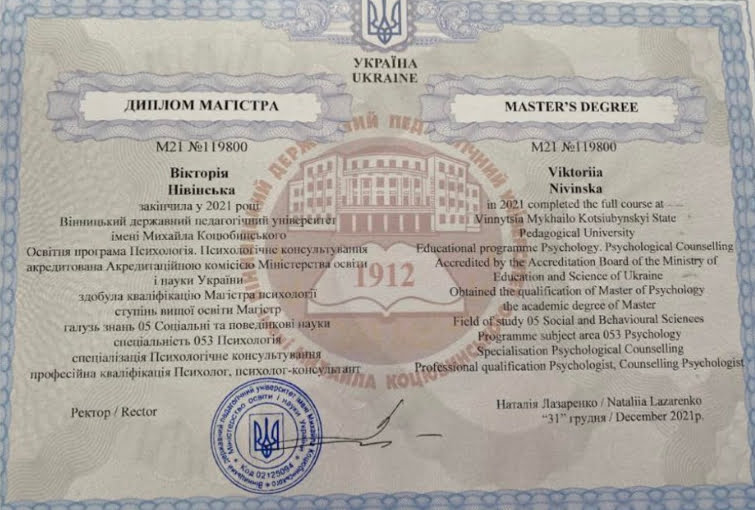 УКРАЇНА
UKRAINE
ДИПЛОМ МАГІСТРА
М21 №119800
Вікторія
Нівінська
закінчила у 2021 році
Вінницький державний педагогічний університет
імені Михайла Коцюбинського
Освітня програма Психологія. Психологічне консультування
акредитована Акредитаційною комісією Міністерства освіти
і науки України
здобула кваліфікацію Магістра психології
ступінь вищої освіти Магістр
галузь знань 05 Соціальні та поведінкові науки
спеціальність 053 Психологія
спеціалізація Психологічне консультування
професійна кваліфікація Психолог, психолог-консультант
MASTER'S DEGREE
M21 №119800
Viktoriia
Nivinska
in 2021 completed the full course at
Vinnytsia Mykhailo Kotsiubynskyi State
Pedagogical University
Educational programme Psychology. Psychological Counselling
Accredited by the Accreditation Board of the Ministry of
Education and Science of Ukraine
Obtained the qualification of Master of Psychology
the academic degree of Master
Field of study 05 Social and Behavioural Sciences
Programme subject area 053 Psychology
Specialisation Psychological Counselling
Professional qualification Psychologist, Counselling Psychologist
1912
Ректор / Rector
Наталія Лазаренко / Nataliia Lazarenko
“31” грудня / December 2021р.
Міністерство освіти і науки України
Код 02125094